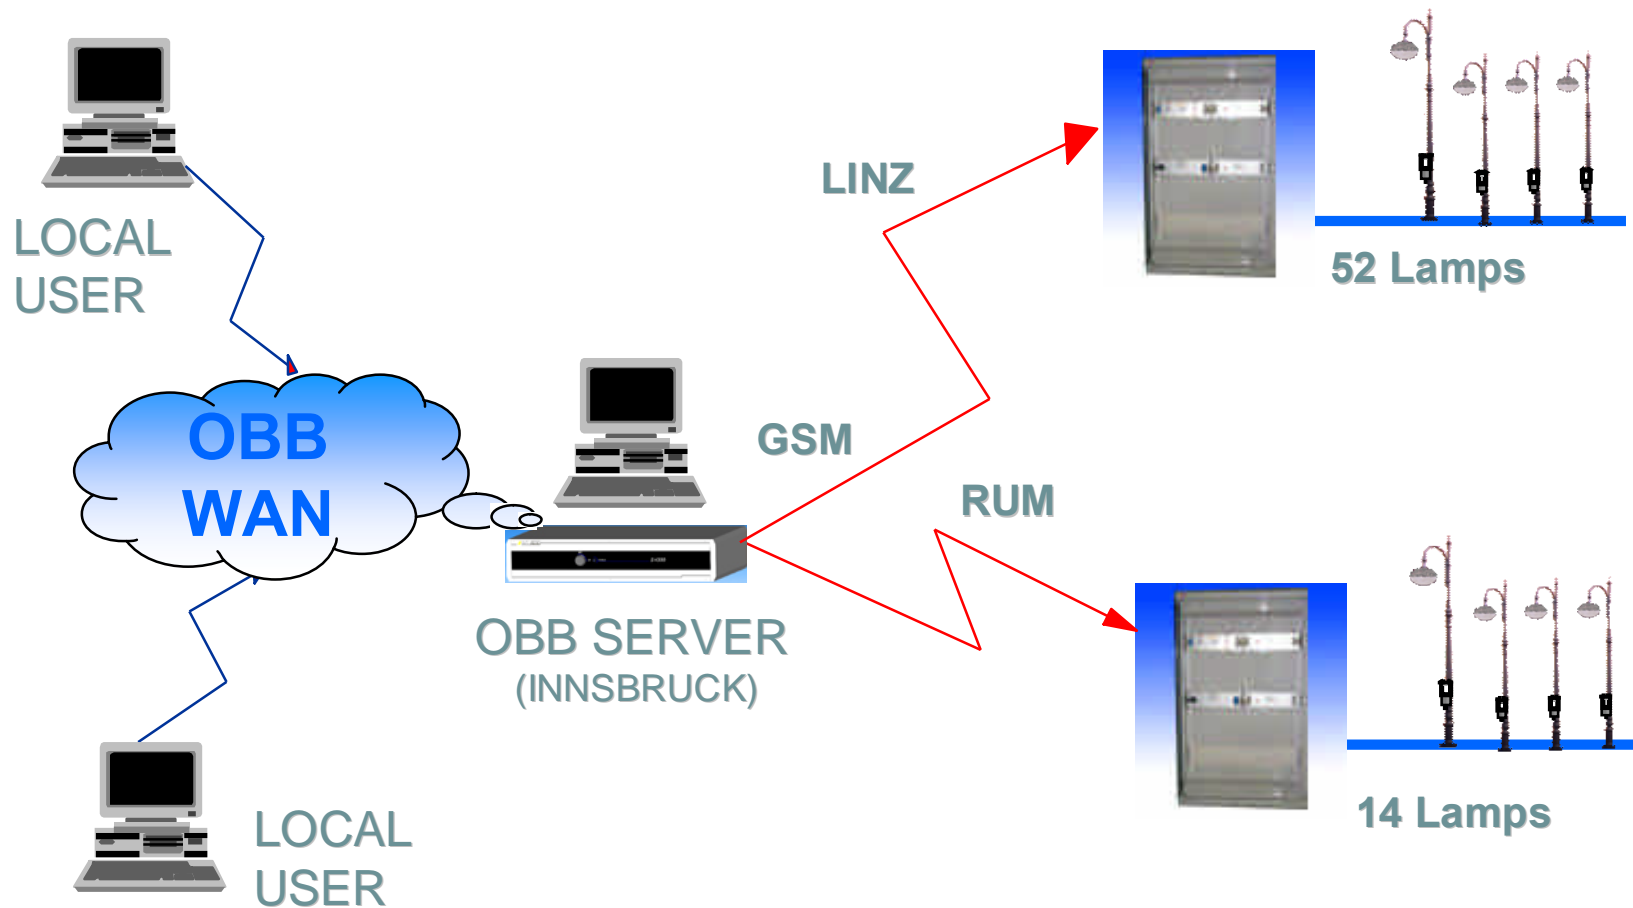 LOCAL
USER
OBB
WAN
LINZ
GSM
RUM
52 Lamps
OBB SERVER
(INNSBRUCK)
14 Lamps
LOCAL
USER